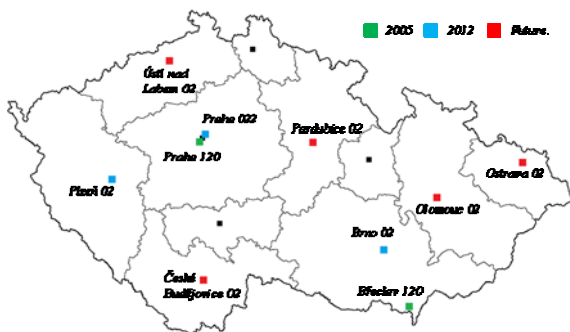 2005 2012 Future.
Ústí nad
Labem 02
Praha 022
Praha 120
Pardubice 02
Ostrava 02
Plzeň 02
Olomouc 02
Brno 02
České
Budějovice 02
Břeclav 120